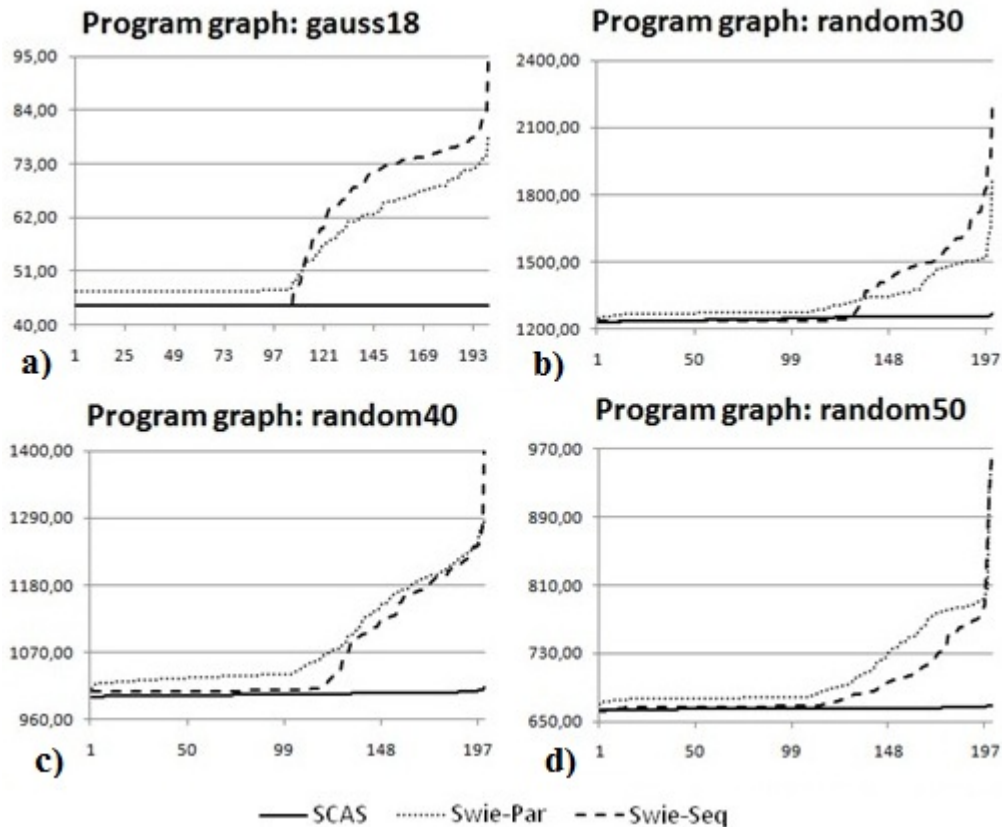 Program graph: gauss18
95,00
84,00
73,00
62,00
51,00
40,00
1 25 49 73 97 121 145 169 193
a)
Program graph: random30
2400,00
2100,00
1800,00
1500,00
1200,00
1 50 99 148 197
b)
Program graph: random40
1400,00
1290,00
1180,00
1070,00
960,00
1 50 99 148 197
c)
Program graph: random50
970,00
890,00
810,00
730,00
650,00
1 50 99 148 197
d)
SCAS Swie-Par Swie-Seq